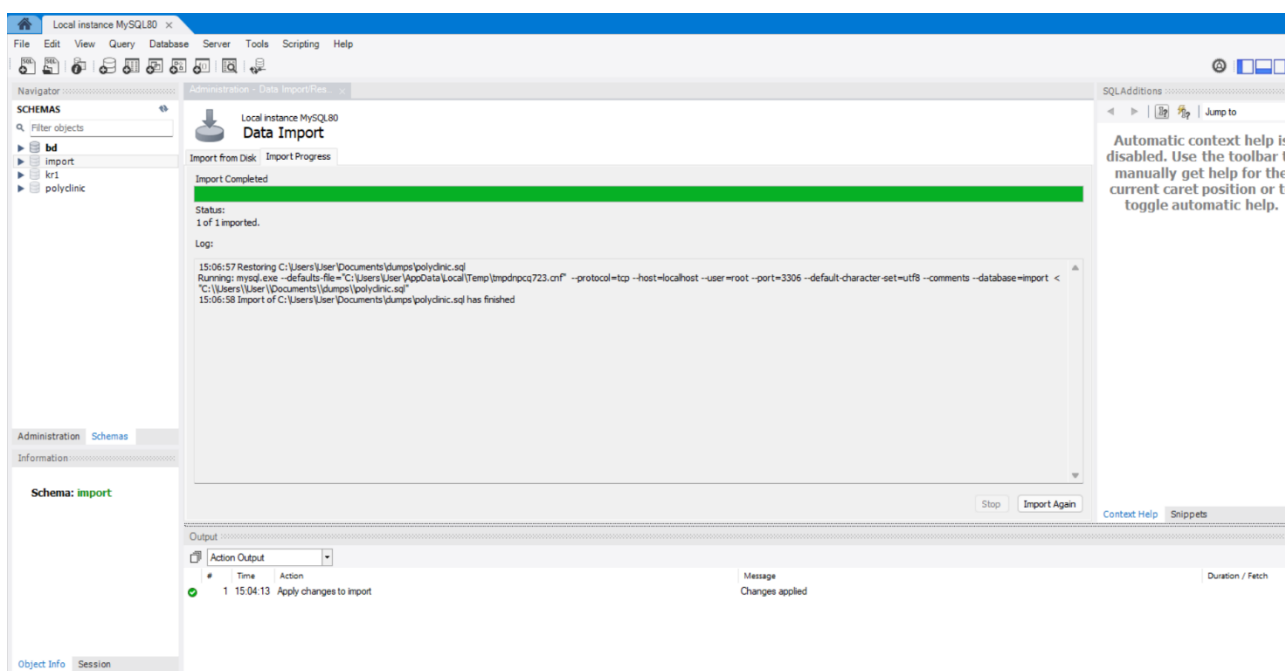 Local instance MySQL80 ×
File Edit View Query Database Server Tools Scripting Help
Navigator
SCHEMAS
Filter objects
bd
import
kr1
polyclinic
Administration Schemas
Information
Schema: import
Object Info Session
Administration - Data Import/Res... ×
Local instance MySQL80
Data Import
Import from Disk Import Progress
Import Completed
Status:
1 of 1 imported.
Log:
15:06:57 Restoring C:\Users\User\Documents\dumps\polyclinic.sql
Running: mysql.exe --defaults-file="C:\Users\User\AppData\Local\Temp\tmpdnpcq723.cnf" --protocol=tcp --host=localhost --user=root --port=3306 --default-character-set=utf8 --comments --database=import <
"C:\\Users\\User\\Documents\\dumps\\polyclinic.sql"
15:06:58 Import of C:\Users\User\Documents\dumps\polyclinic.sql has finished
Stop Import Again
Output
Action Output
# Time Action Message Duration / Fetch
1 15:04:13 Apply changes to import Changes applied
SQLAdditions
Jump to
Automatic context help is
disabled. Use the toolbar t
manually get help for the
current caret position or t
toggle automatic help.
Context Help Snippets